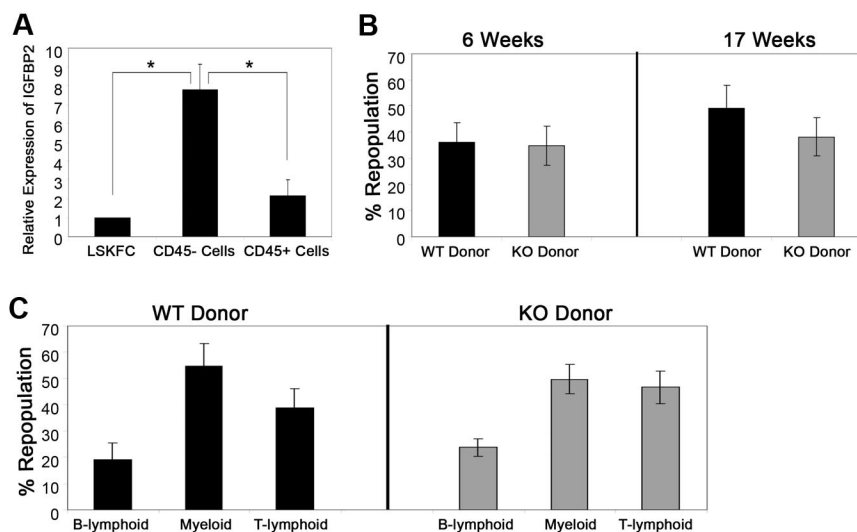 A
Relative Expression of IGFBP2
10
9
8
7
6
5
4
3
2
1
0
*
*
LSKFC
CD45- Cells
CD45+ Cells
B
6 Weeks
17 Weeks
% Repopulation
70
60
50
40
30
20
10
0
WT Donor
KO Donor
WT Donor
KO Donor
C
WT Donor
KO Donor
% Repopulation
70
60
50
40
30
20
10
0
B-lymphoid
Myeloid
T-lymphoid
B-lymphoid
Myeloid
T-lymphoid